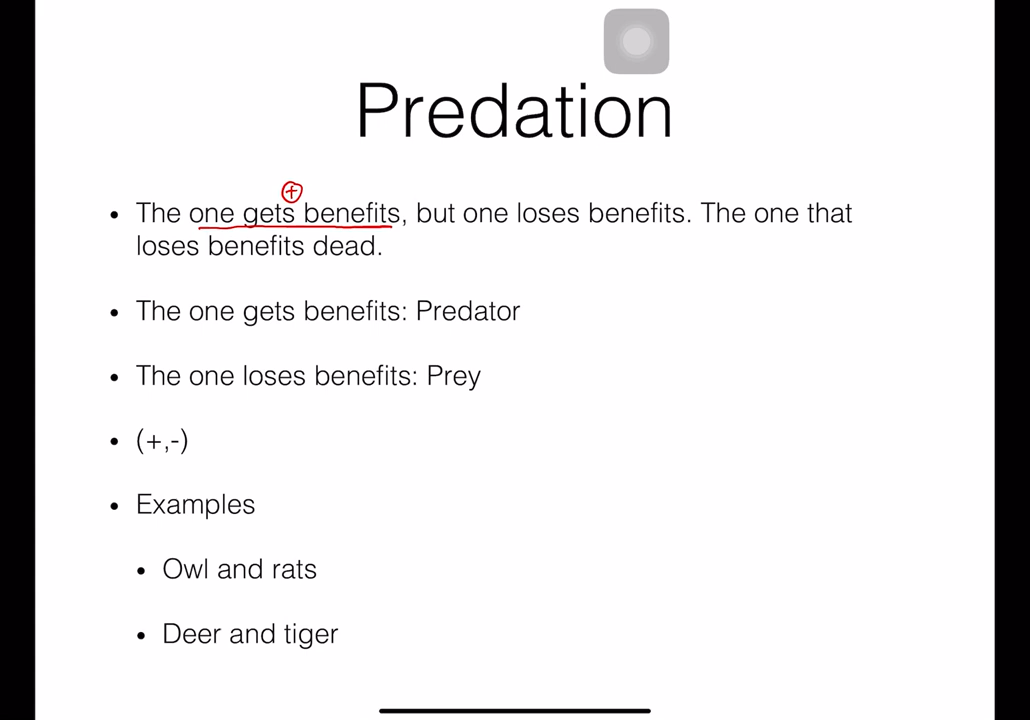 Predation
+
• The one gets benefits, but one loses benefits. The one that
loses benefits dead.
• The one gets benefits: Predator
• The one loses benefits: Prey
• (+,-)
• Examples
• Owl and rats
• Deer and tiger